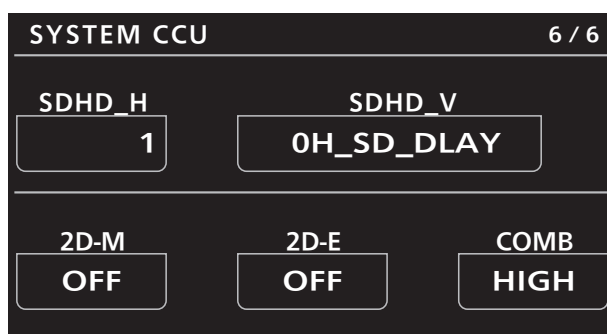 SYSTEM CCU 6/6
SDHD_H SDHD_V
1 0H_SD_DLAY
2D-M 2D-E COMB
OFF OFF HIGH